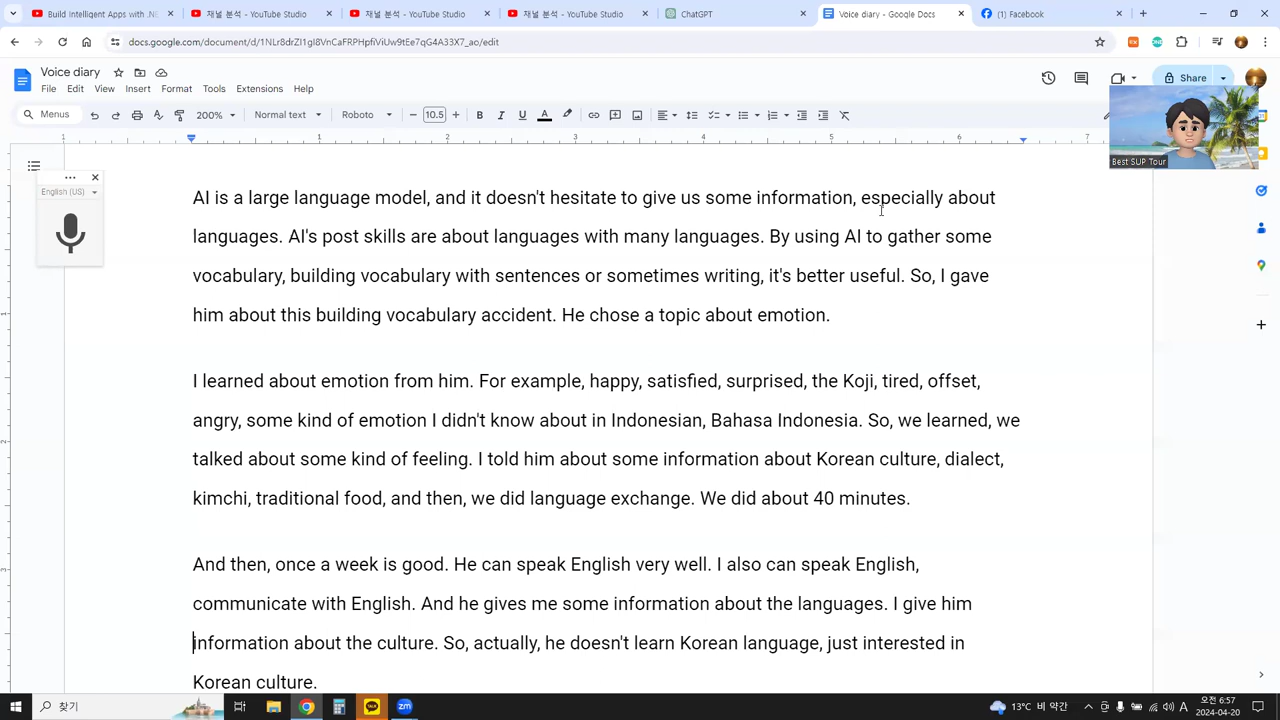 Build Intelligent Apps with .NE
채널 분석 - YouTube Studio
채널 분석 - YouTube Studio
채널 분석 - YouTube Studio
ChatGPT
Voice diary - Google Docs
(1) Facebook
docs.google.com/document/d/1NLr8drZI1gI8VnCaFRPHpfiViUw9tEe7qG4A33X7_ao/edit
Voice diary
File Edit View Insert Format Tools Extensions Help
Share
Menus 200% Normal text Roboto 10.5
Best SUP Tour
English (US)
AI is a large language model, and it doesn't hesitate to give us some information, especially about
languages. AI's post skills are about languages with many languages. By using AI to gather some
vocabulary, building vocabulary with sentences or sometimes writing, it's better useful. So, I gave
him about this building vocabulary accident. He chose a topic about emotion.
I learned about emotion from him. For example, happy, satisfied, surprised, the Koji, tired, offset,
angry, some kind of emotion I didn't know about in Indonesian, Bahasa Indonesia. So, we learned, we
talked about some kind of feeling. I told him about some information about Korean culture, dialect,
kimchi, traditional food, and then, we did language exchange. We did about 40 minutes.
And then, once a week is good. He can speak English very well. I also can speak English,
communicate with English. And he gives me some information about the languages. I give him
information about the culture. So, actually, he doesn't learn Korean language, just interested in
Korean culture.
찾기
13°C 비 약간
오전 6:57
2024-04-20